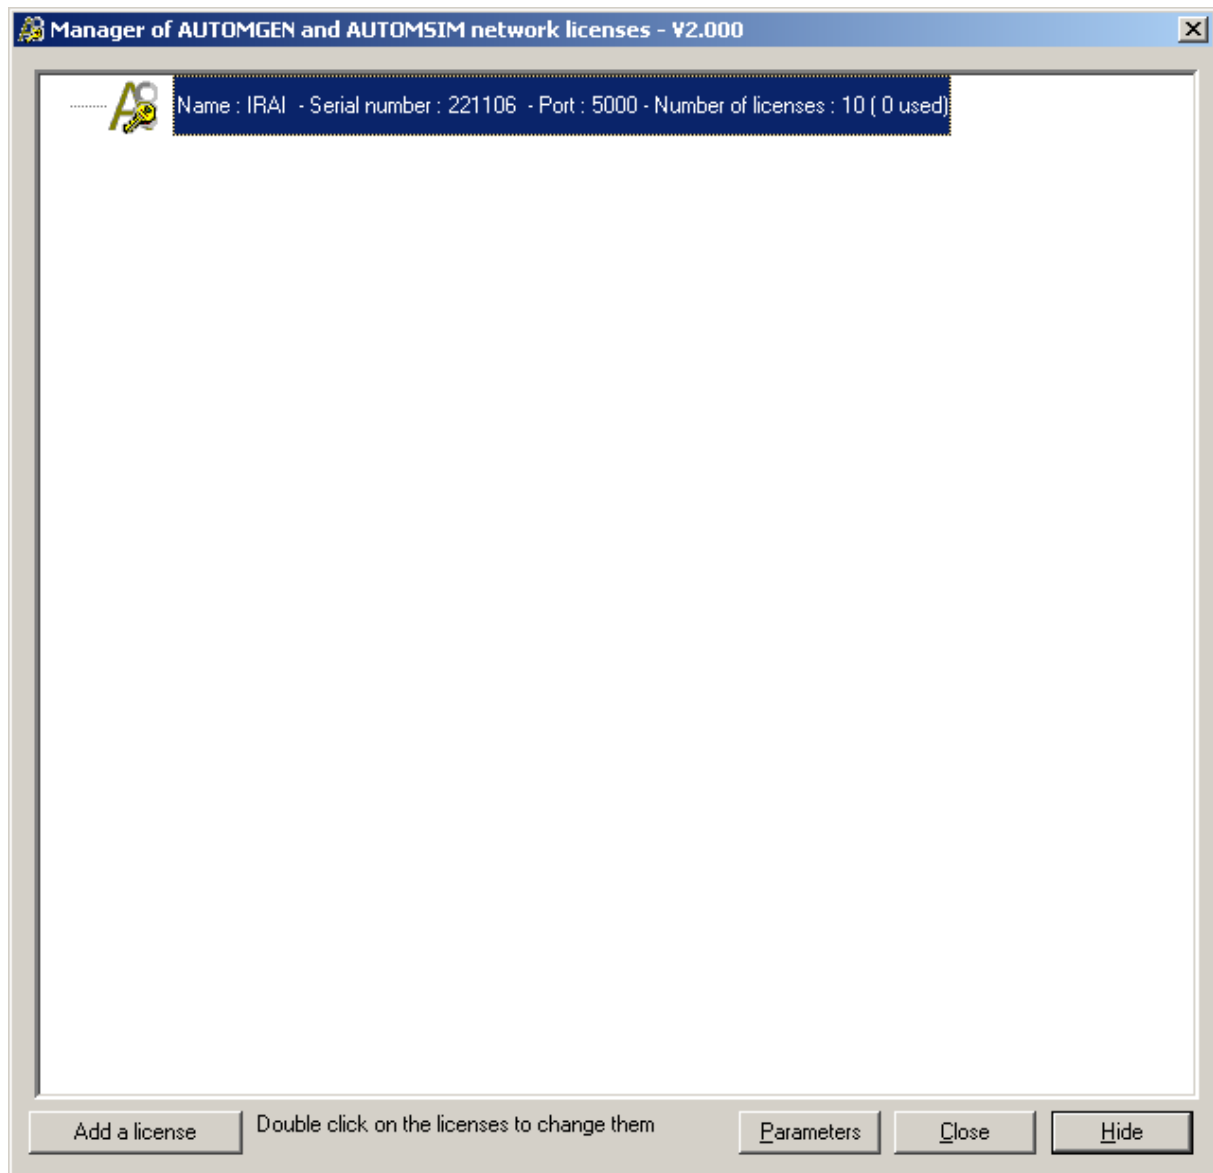 Manager of AUTOMGEN and AUTOMSIM network licenses - V2.000
Name : IRAI - Serial number : 221106 - Port : 5000 - Number of licenses : 10 ( 0 used)
Add a license
Double click on the licenses to change them
Parameters
Close
Hide